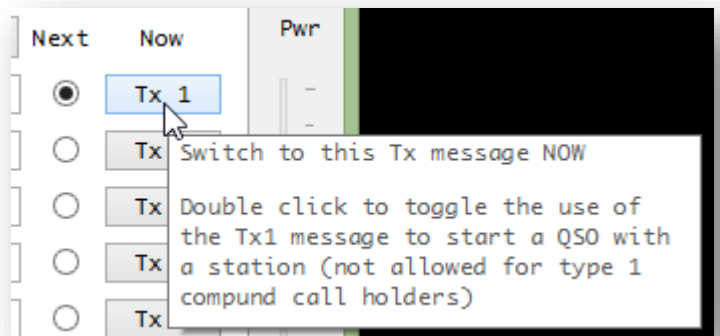 Next Now Pwr
Tx 1
Tx
Switch to this Tx message NOW
Tx
Double click to toggle the use of
the Tx1 message to start a QSO with
Tx
a station (not allowed for type 1
compund call holders)
Tx